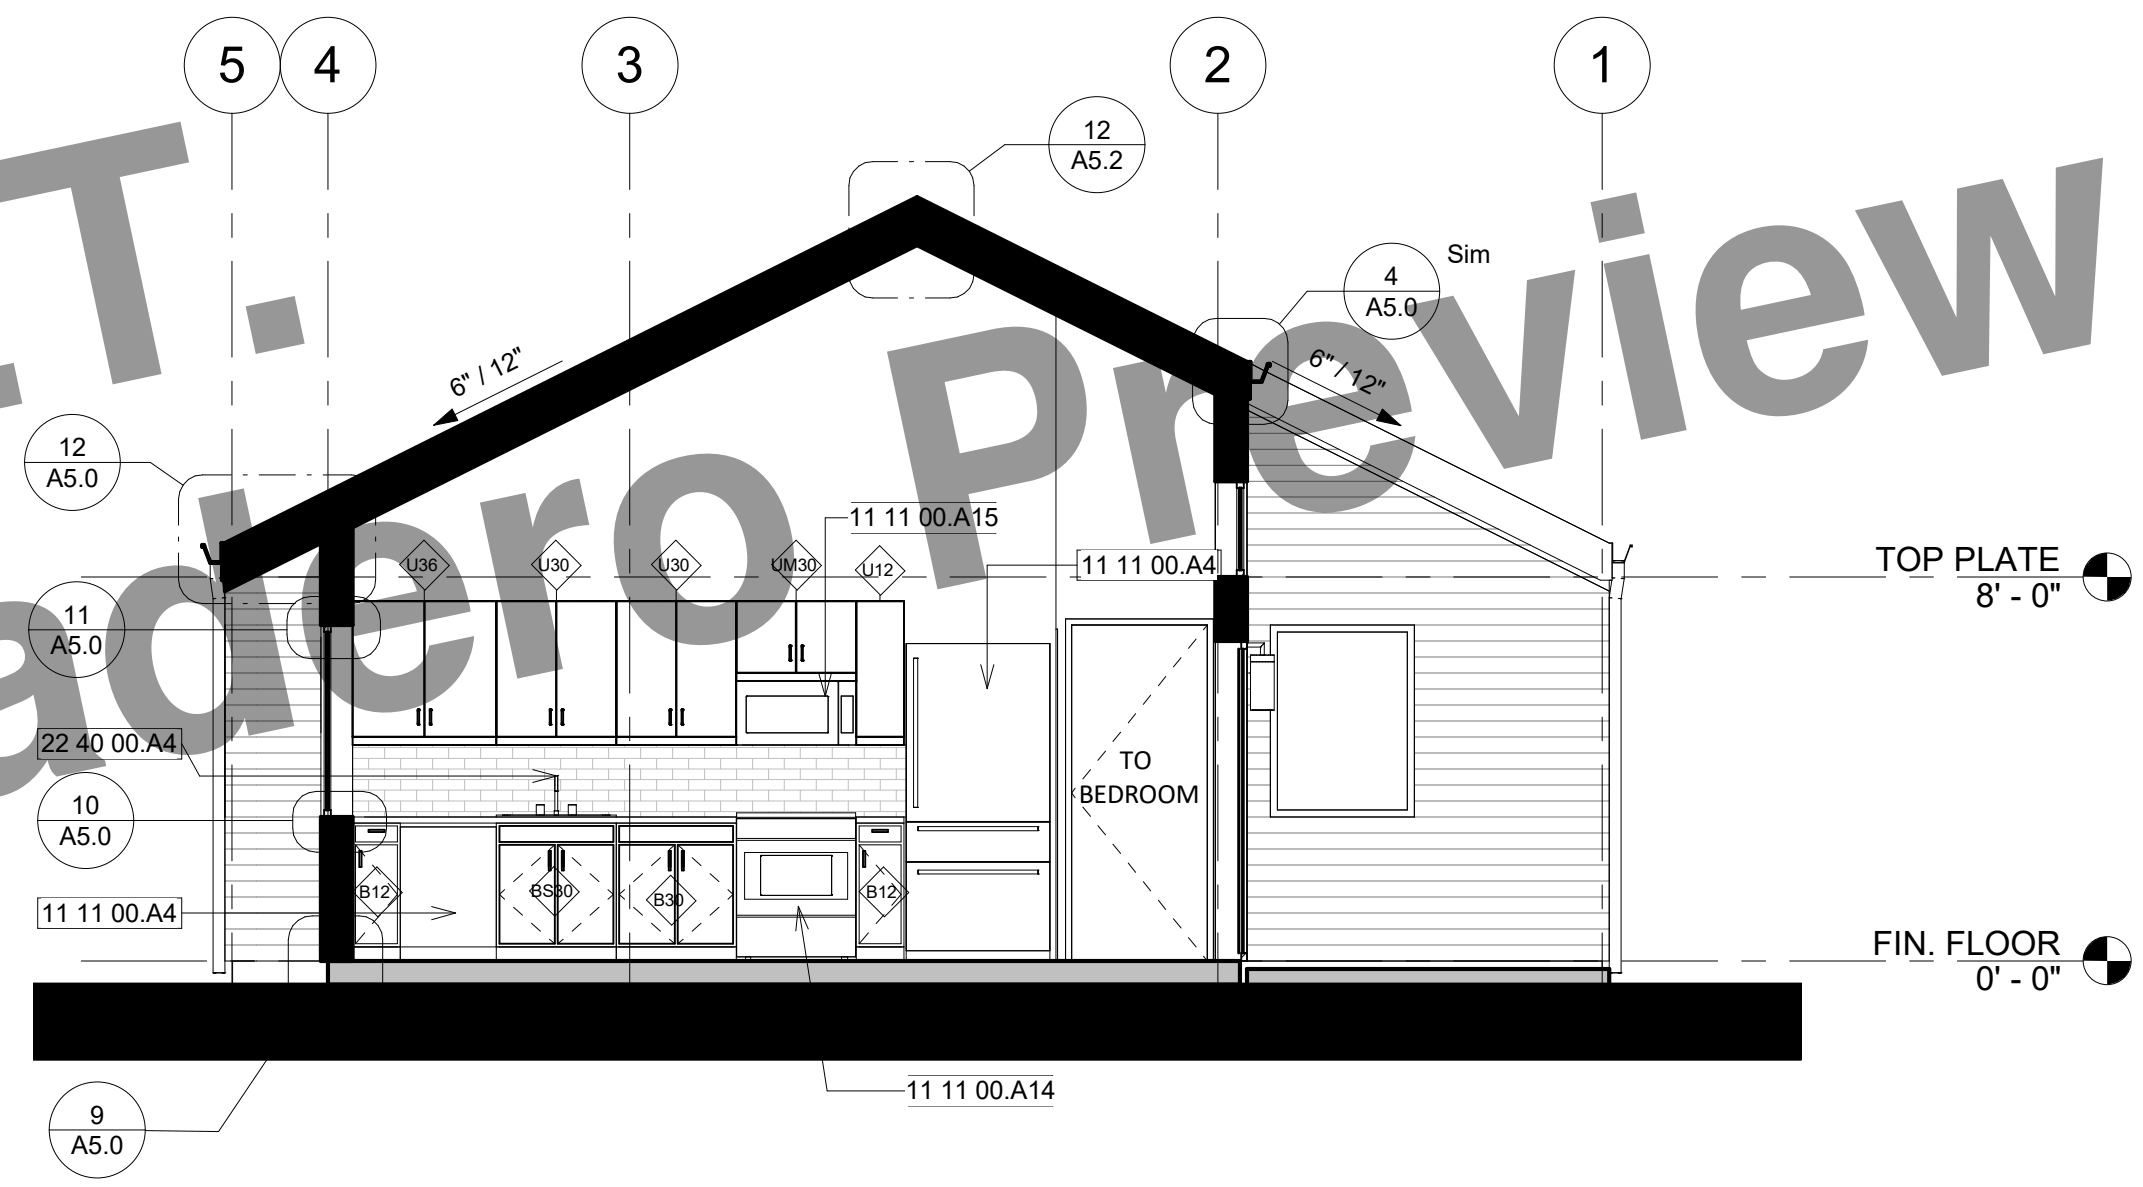 5
4
3
2
1
12
A5.2
4
A5.0
Sim
6" / 12"
6" / 12"
12
A5.0
11 11 00.A15
11 11 00.A4
TOP PLATE
8' - 0"
U36
U30
U30
UM30
U12
11
A5.0
22 40 00.A4
TO
BEDROOM
10
A5.0
B12
BS30
B30
B12
11 11 00.A4
FIN. FLOOR
0' - 0"
11 11 00.A14
9
A5.0
T.
adero Preview